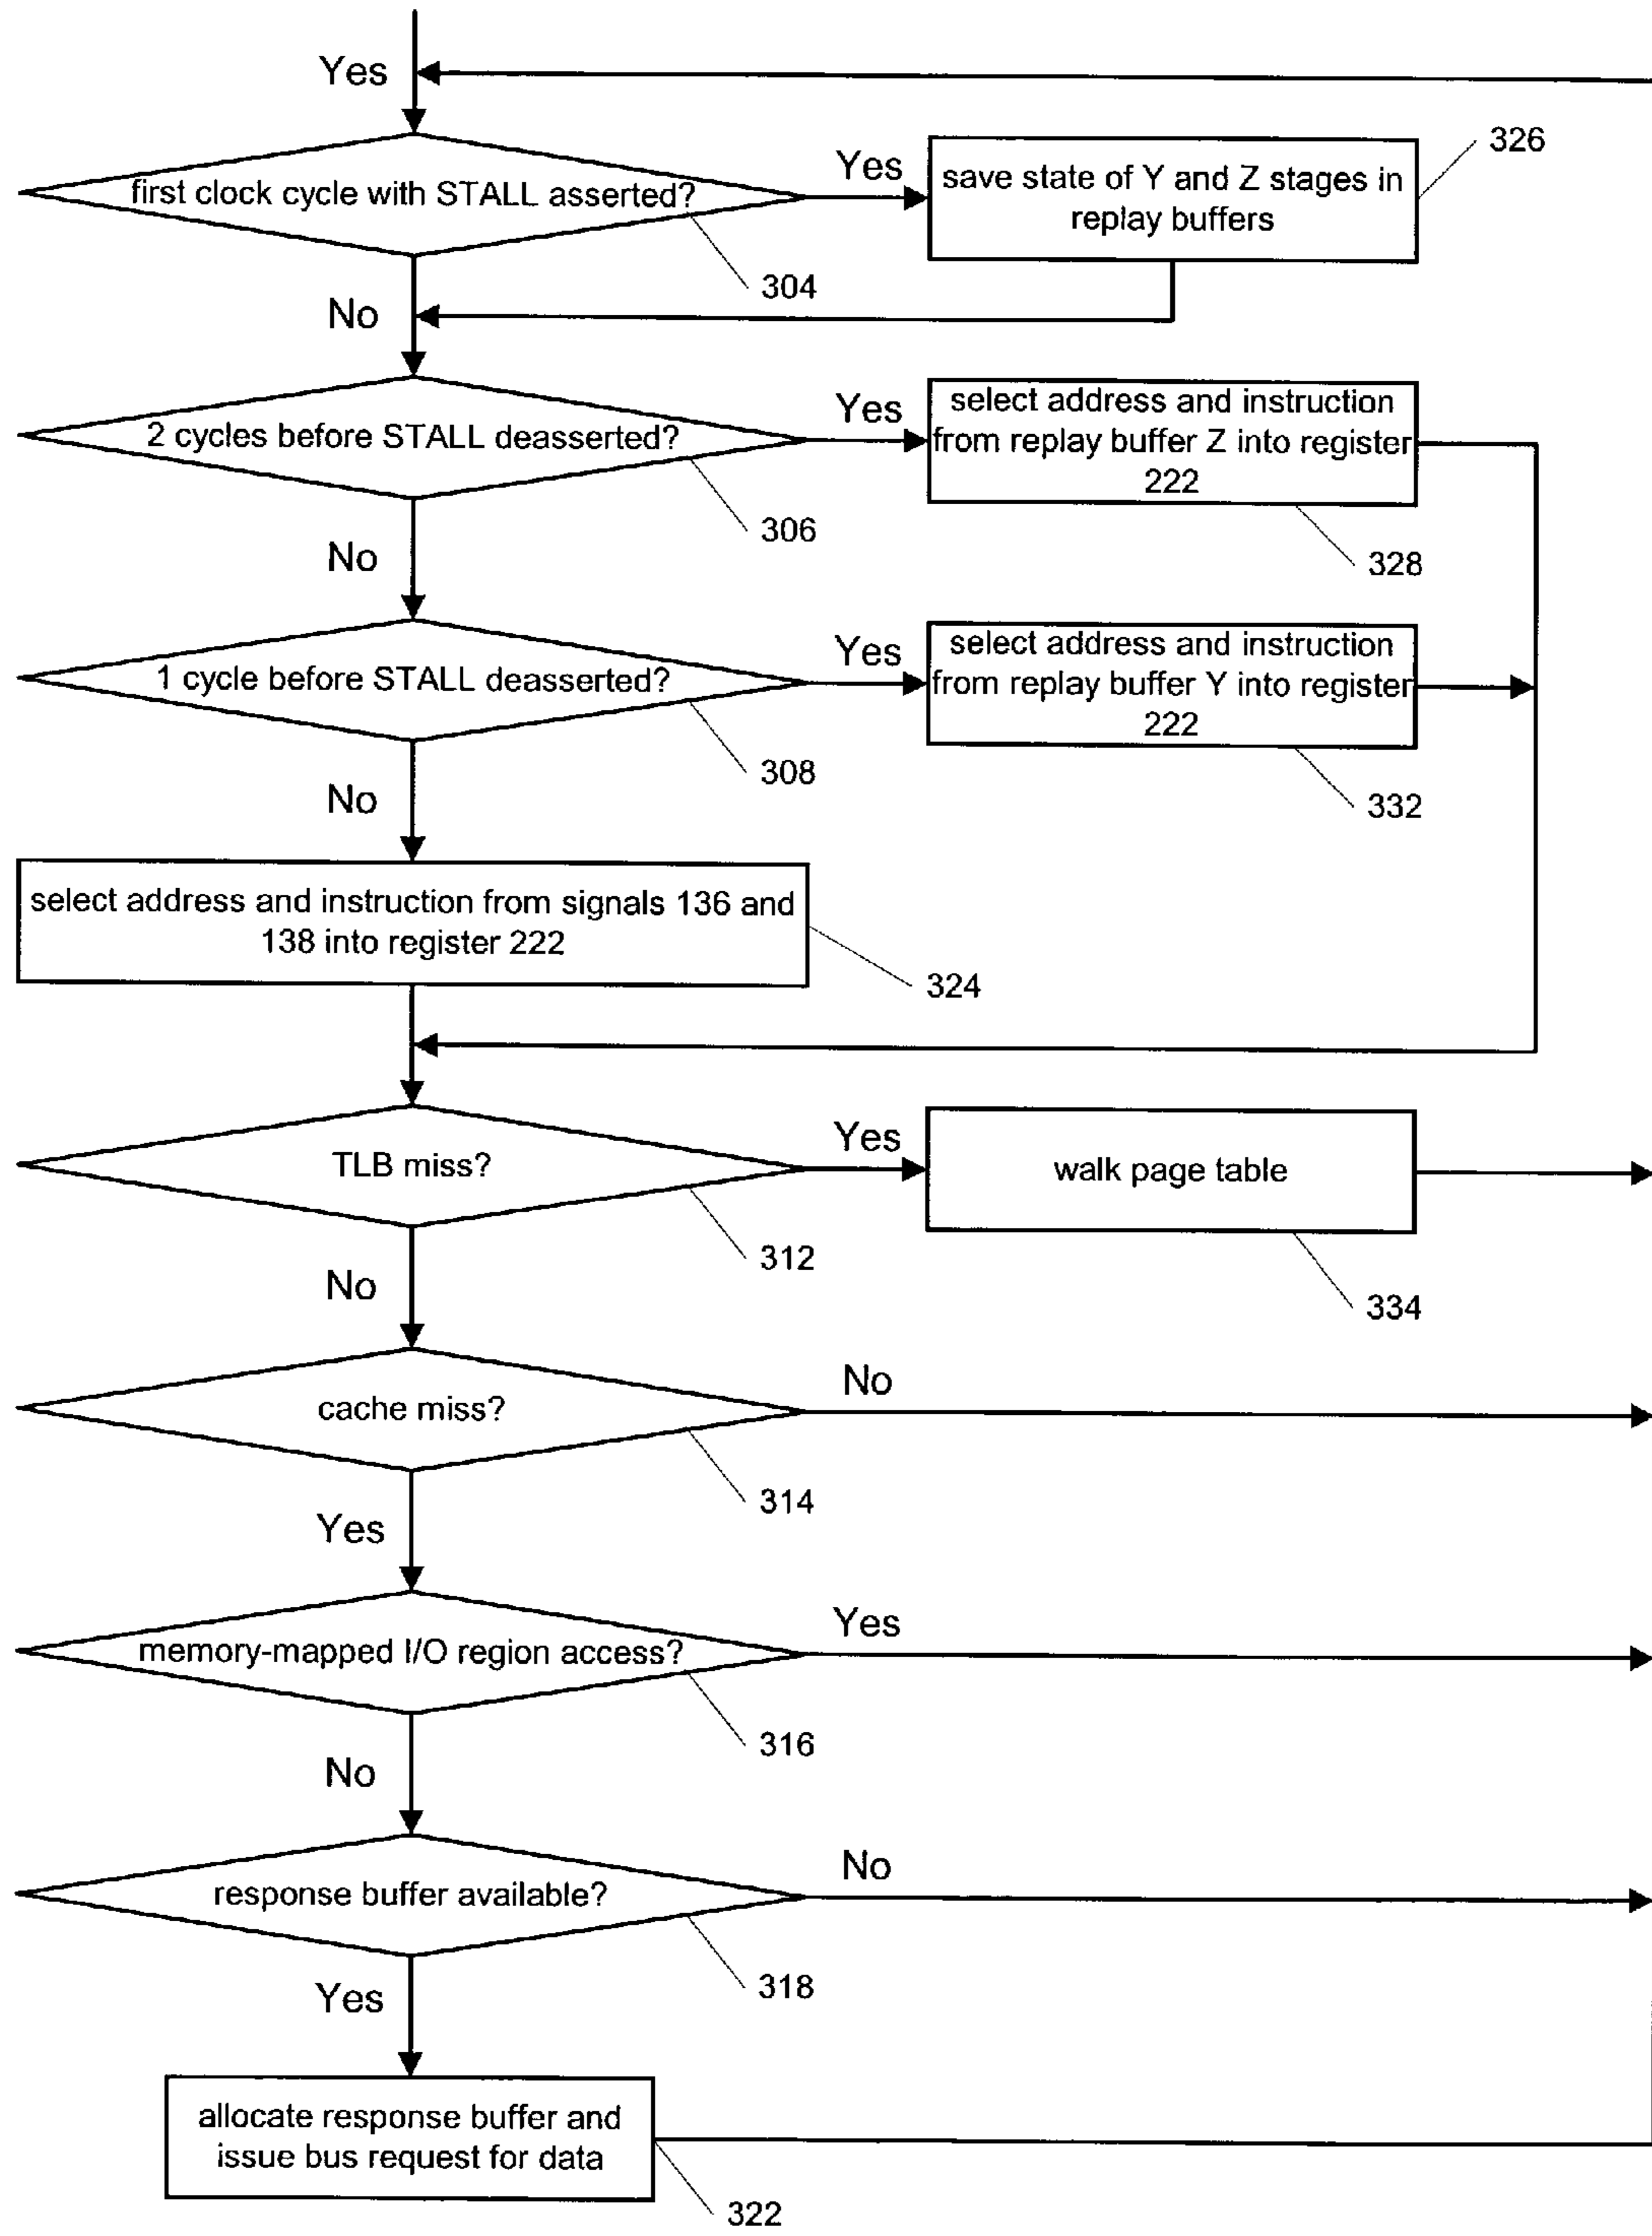 Yes
first clock cycle with STALL asserted?
Yes
save state of Y and Z stages in
replay buffers
326
304
No
2 cycles before STALL deasserted?
Yes
select address and instruction
from replay buffer Z into register
222
306
328
No
1 cycle before STALL deasserted?
Yes
select address and instruction
from replay buffer Y into register
222
308
332
No
select address and instruction from signals 136 and
138 into register 222
324
TLB miss?
Yes
walk page table
312
334
No
cache miss?
No
314
Yes
memory-mapped I/O region access?
Yes
316
No
response buffer available?
No
318
Yes
allocate response buffer and
issue bus request for data
322